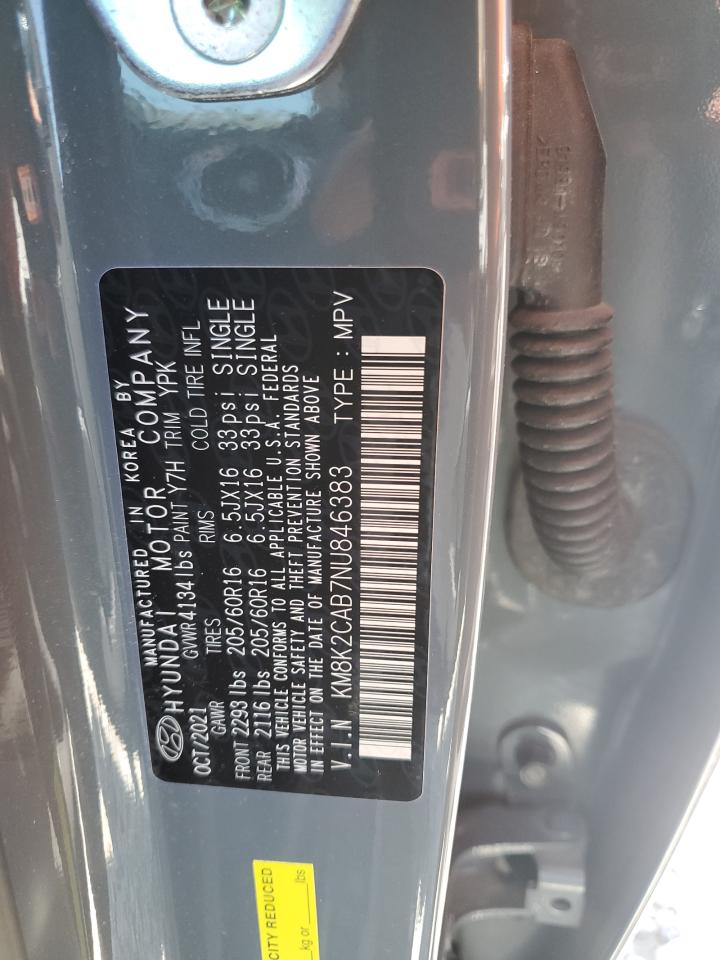 MANUFACTURED IN KOREA BY
HYUNDAI MOTOR COMPANY
OCT/2021 GVWR 4134 lbs PAINT Y7H TRIM YPK
GAWR TIRES RIMS COLD TIRE INFL
FRONT 2293 lbs 205/60R16 6.5JX16 33psi SINGLE
REAR 2116 lbs 205/60R16 6.5JX16 33psi SINGLE
THIS VEHICLE CONFORMS TO ALL APPLICABLE U.S.A. FEDERAL
MOTOR VEHICLE SAFETY AND THEFT PREVENTION STANDARDS
IN EFFECT ON THE DATE OF MANUFACTURE SHOWN ABOVE
V.I.N KM8K2CAB7NU846383 TYPE : MPV
CITY REDUCED
kg or lbs